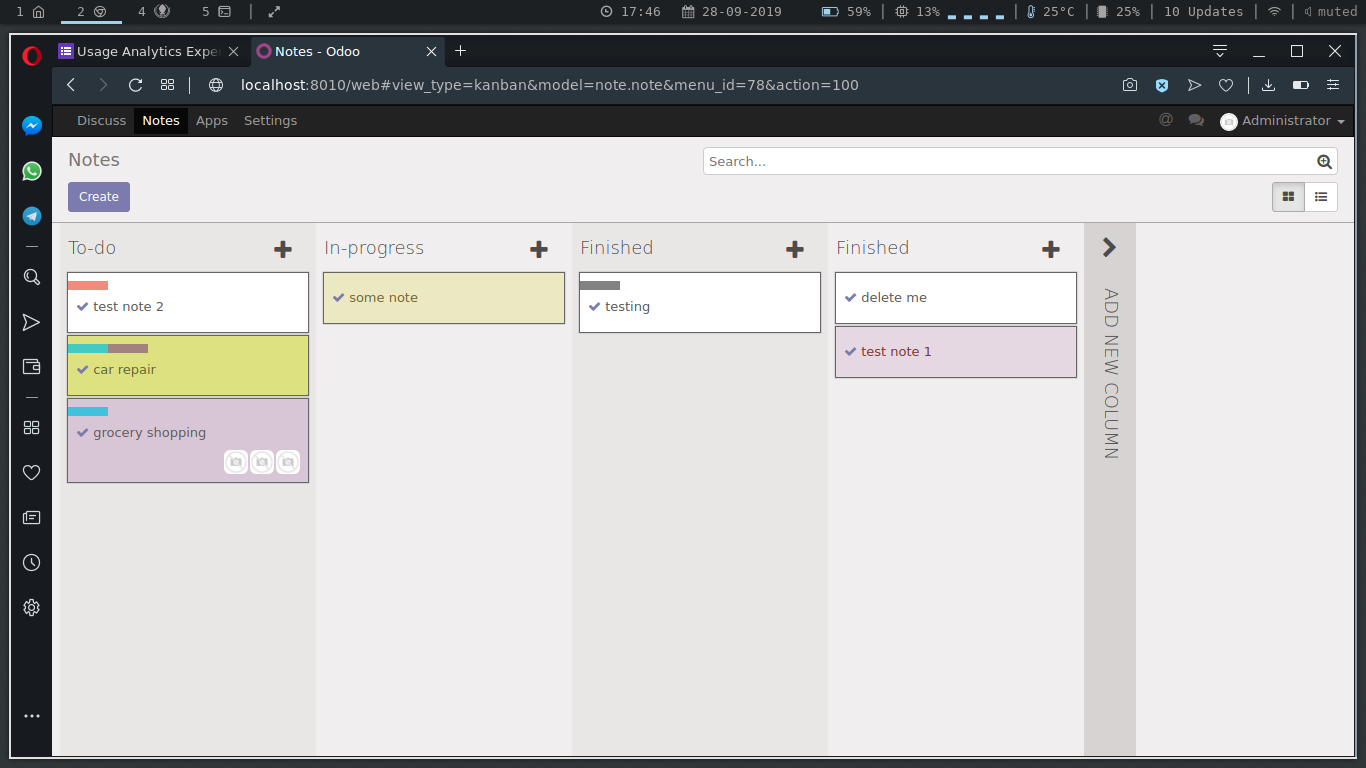 1 2 4 5 17:46 28-09-2019 59% 13% 25°C 25% 10 Updates muted
Usage Analytics Expe Notes - Odoo
localhost:8010/web#view_type=kanban&model=note.note&menu_id=78&action=100
Discuss Notes Apps Settings @ Administrator
Notes Search...
Create
To-do
test note 2
car repair
grocery shopping
In-progress
some note
Finished
testing
Finished
delete me
test note 1
ADD NEW COLUMN